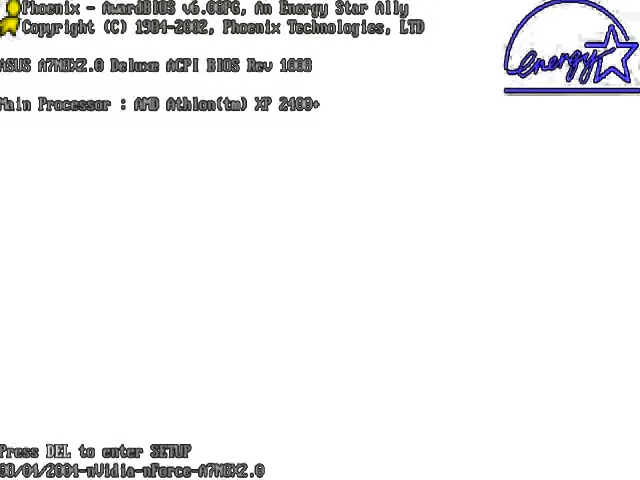 Phoenix - AwardBIOS v6.00PG, An Energy Star Ally
Copyright (C) 1984-2002, Phoenix Technologies, LTD
energy
ASUS A7N8X2.0 Deluxe ACPI BIOS Rev 1008
Main Processor : AMD Athlon(tm) XP 2400+
Press DEL to enter SETUP
08/04/2004-nVidia-nForce-A7N8X2.0